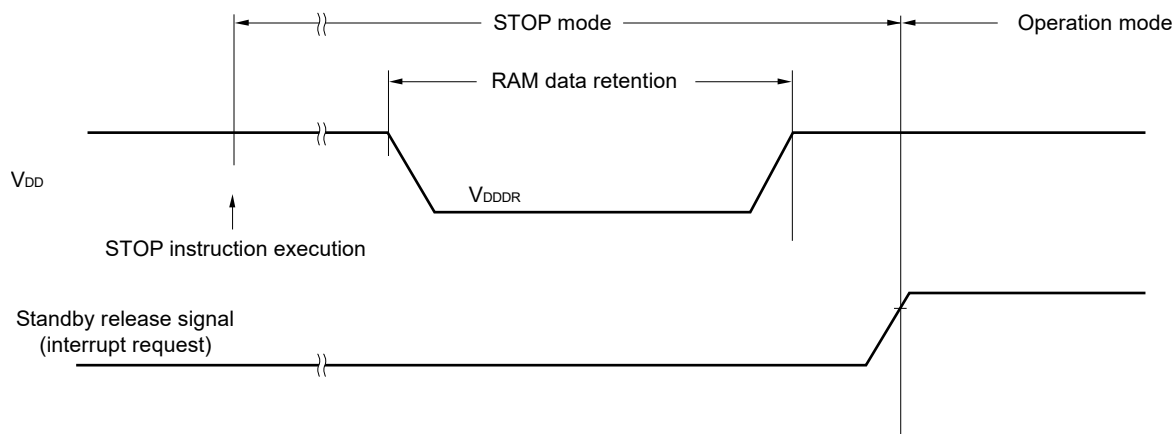 STOP mode
Operation mode
RAM data retention
VDD
VDDDR
STOP instruction execution
Standby release signal
(interrupt request)